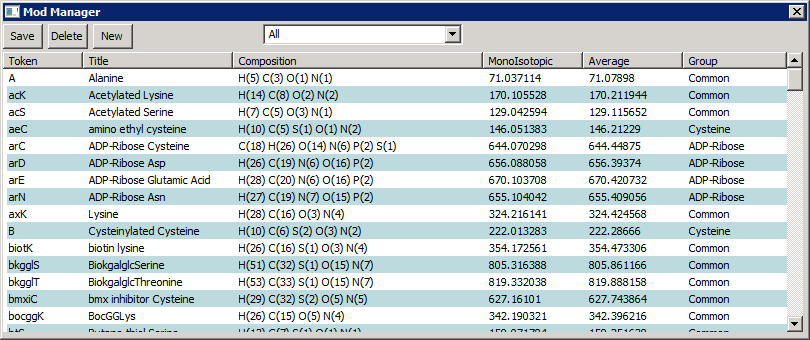 Mod Manager
Save Delete New All
Token Title Composition MonoIsotopic Average Group
A Alanine H(5) C(3) O(1) N(1) 71.037114 71.07898 Common
acK Acetylated Lysine H(14) C(8) O(2) N(2) 170.105528 170.211944 Common
acS Acetylated Serine H(7) C(5) O(3) N(1) 129.042594 129.115652 Common
aeC amino ethyl cysteine H(10) C(5) S(1) O(1) N(2) 146.051383 146.21229 Cysteine
arC ADP-Ribose Cysteine C(18) H(26) O(14) N(6) P(2) S(1) 644.070298 644.44875 ADP-Ribose
arD ADP-Ribose Asp H(26) C(19) N(6) O(16) P(2) 656.088058 656.39374 ADP-Ribose
arE ADP-Ribose Glutamic Acid H(28) C(20) N(6) O(16) P(2) 670.103708 670.420732 ADP-Ribose
arN ADP-Ribose Asn H(27) C(19) N(7) O(15) P(2) 655.104042 655.409056 ADP-Ribose
axK Lysine H(28) C(16) O(3) N(4) 324.216141 324.424568 Common
B Cysteinylated Cysteine H(10) C(6) S(2) O(3) N(2) 222.013283 222.28666 Cysteine
biotK biotin lysine H(26) C(16) S(1) O(3) N(4) 354.172561 354.473306 Common
bkgglS BiokgalglcSerine H(51) C(32) S(1) O(15) N(7) 805.316388 805.861166 Common
bkgglT BiokgalglcThreonine H(53) C(33) S(1) O(15) N(7) 819.332038 819.888158 Common
bmxiC bmx inhibitor Cysteine H(29) C(32) S(2) O(5) N(5) 627.16101 627.743864 Common
bocggK BocGGLys H(26) C(15) O(5) N(4) 342.190321 342.396216 Common